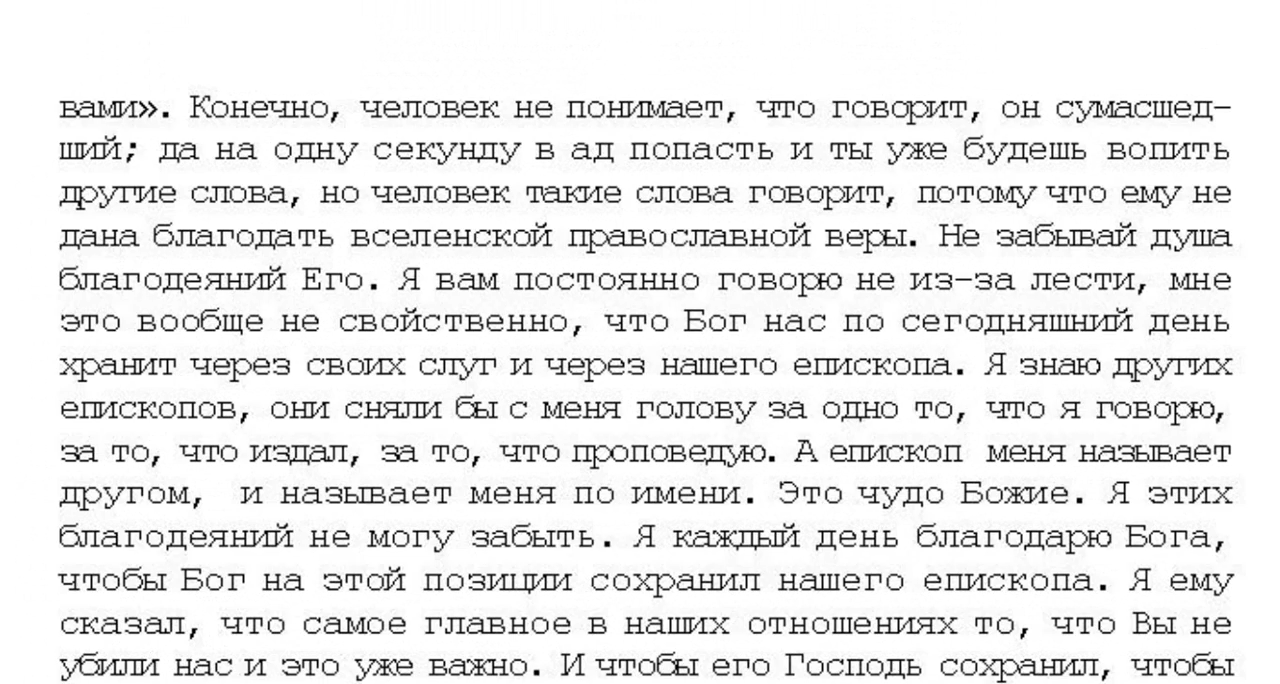 вами». Конечно, человек не понимает, что говорит, он сумасшед-
ший; да на одну секунду в ад попасть и ты уже будешь вопить
другие слова, но человек такие слова говорит, потому что ему не
дана благодать вселенской православной веры. Не забывай душа
благодеяний Его. Я вам постоянно говорю не из-за лести, мне
это вообще не свойственно, что Бог нас по сегодняшний день
хранит через своих слуг и через нашего епископа. Я знаю других
епископов, они сняли бы с меня голову за одно то, что я говорю,
за то, что издал, за то, что проповедую. А епископ меня называет
другом, и называет меня по имени. Это чудо Божие. Я этих
благодеяний не могу забыть. Я каждый день благодарю Бога,
чтобы Бог на этой позиции сохранил нашего епископа. Я ему
сказал, что самое главное в наших отношениях то, что Вы не
убили нас и это уже важно. И чтобы его Господь сохранил, чтобы